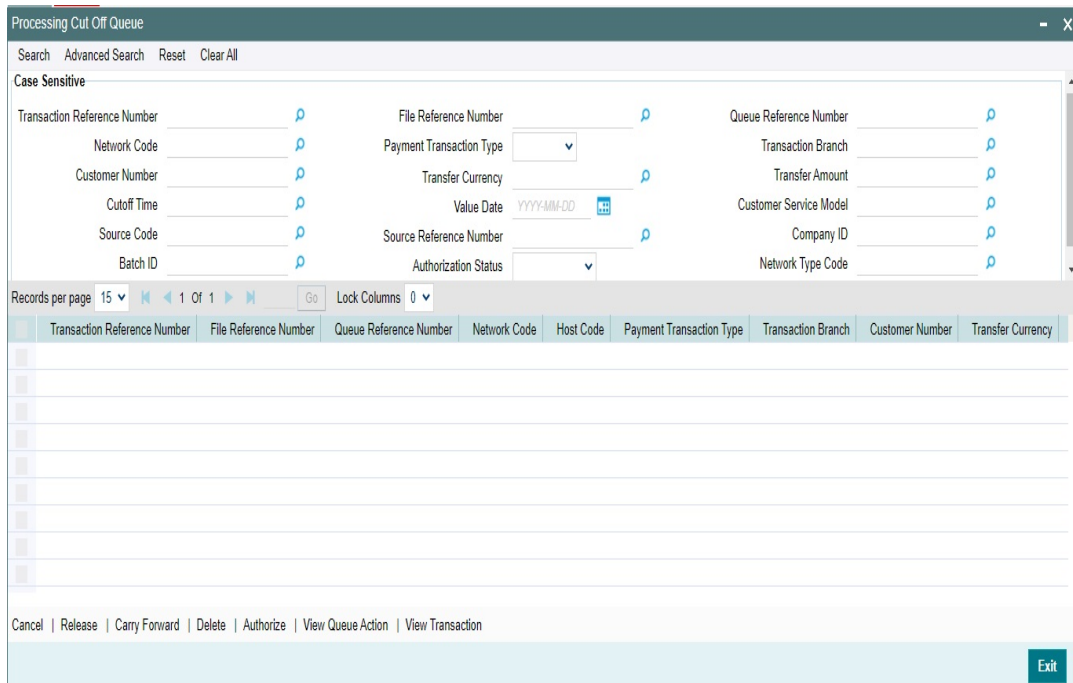 Processing Cut Off Queue - X
Search Advanced Search Reset Clear All
Case Sensitive
Transaction Reference Number File Reference Number Queue Reference Number
Network Code Payment Transaction Type Transaction Branch
Customer Number Transfer Currency Transfer Amount
Cutoff Time Value Date YYYY-MM-DD Customer Service Model
Source Code Source Reference Number Company ID
Batch ID Authorization Status Network Type Code
Records per page 15 1 Of 1 Go Lock Columns 0
Transaction Reference Number File Reference Number Queue Reference Number Network Code Host Code Payment Transaction Type Transaction Branch Customer Number Transfer Currency
Cancel | Release | Carry Forward | Delete | Authorize | View Queue Action | View Transaction
Exit